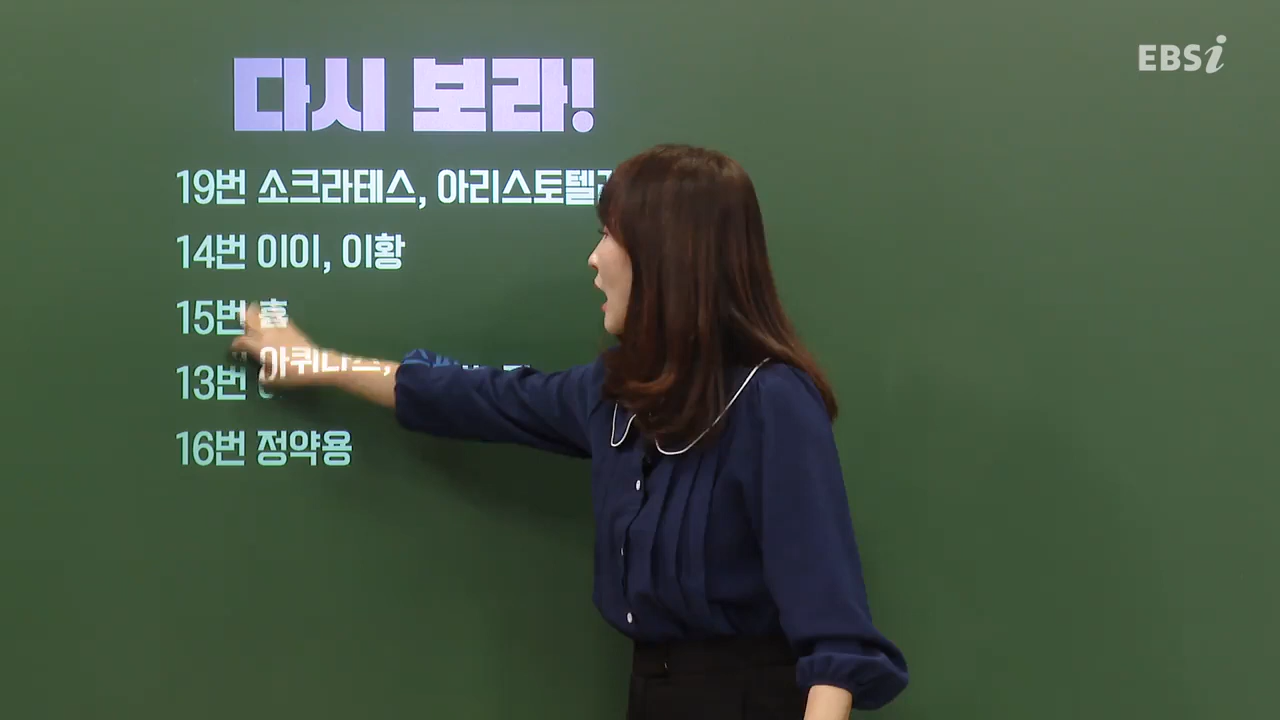 EBSi
다시 보라!
19번 소크라테스, 아리스토텔
14번 이이, 이황
15번 흄
13번 아퀴나스,
16번 정약용